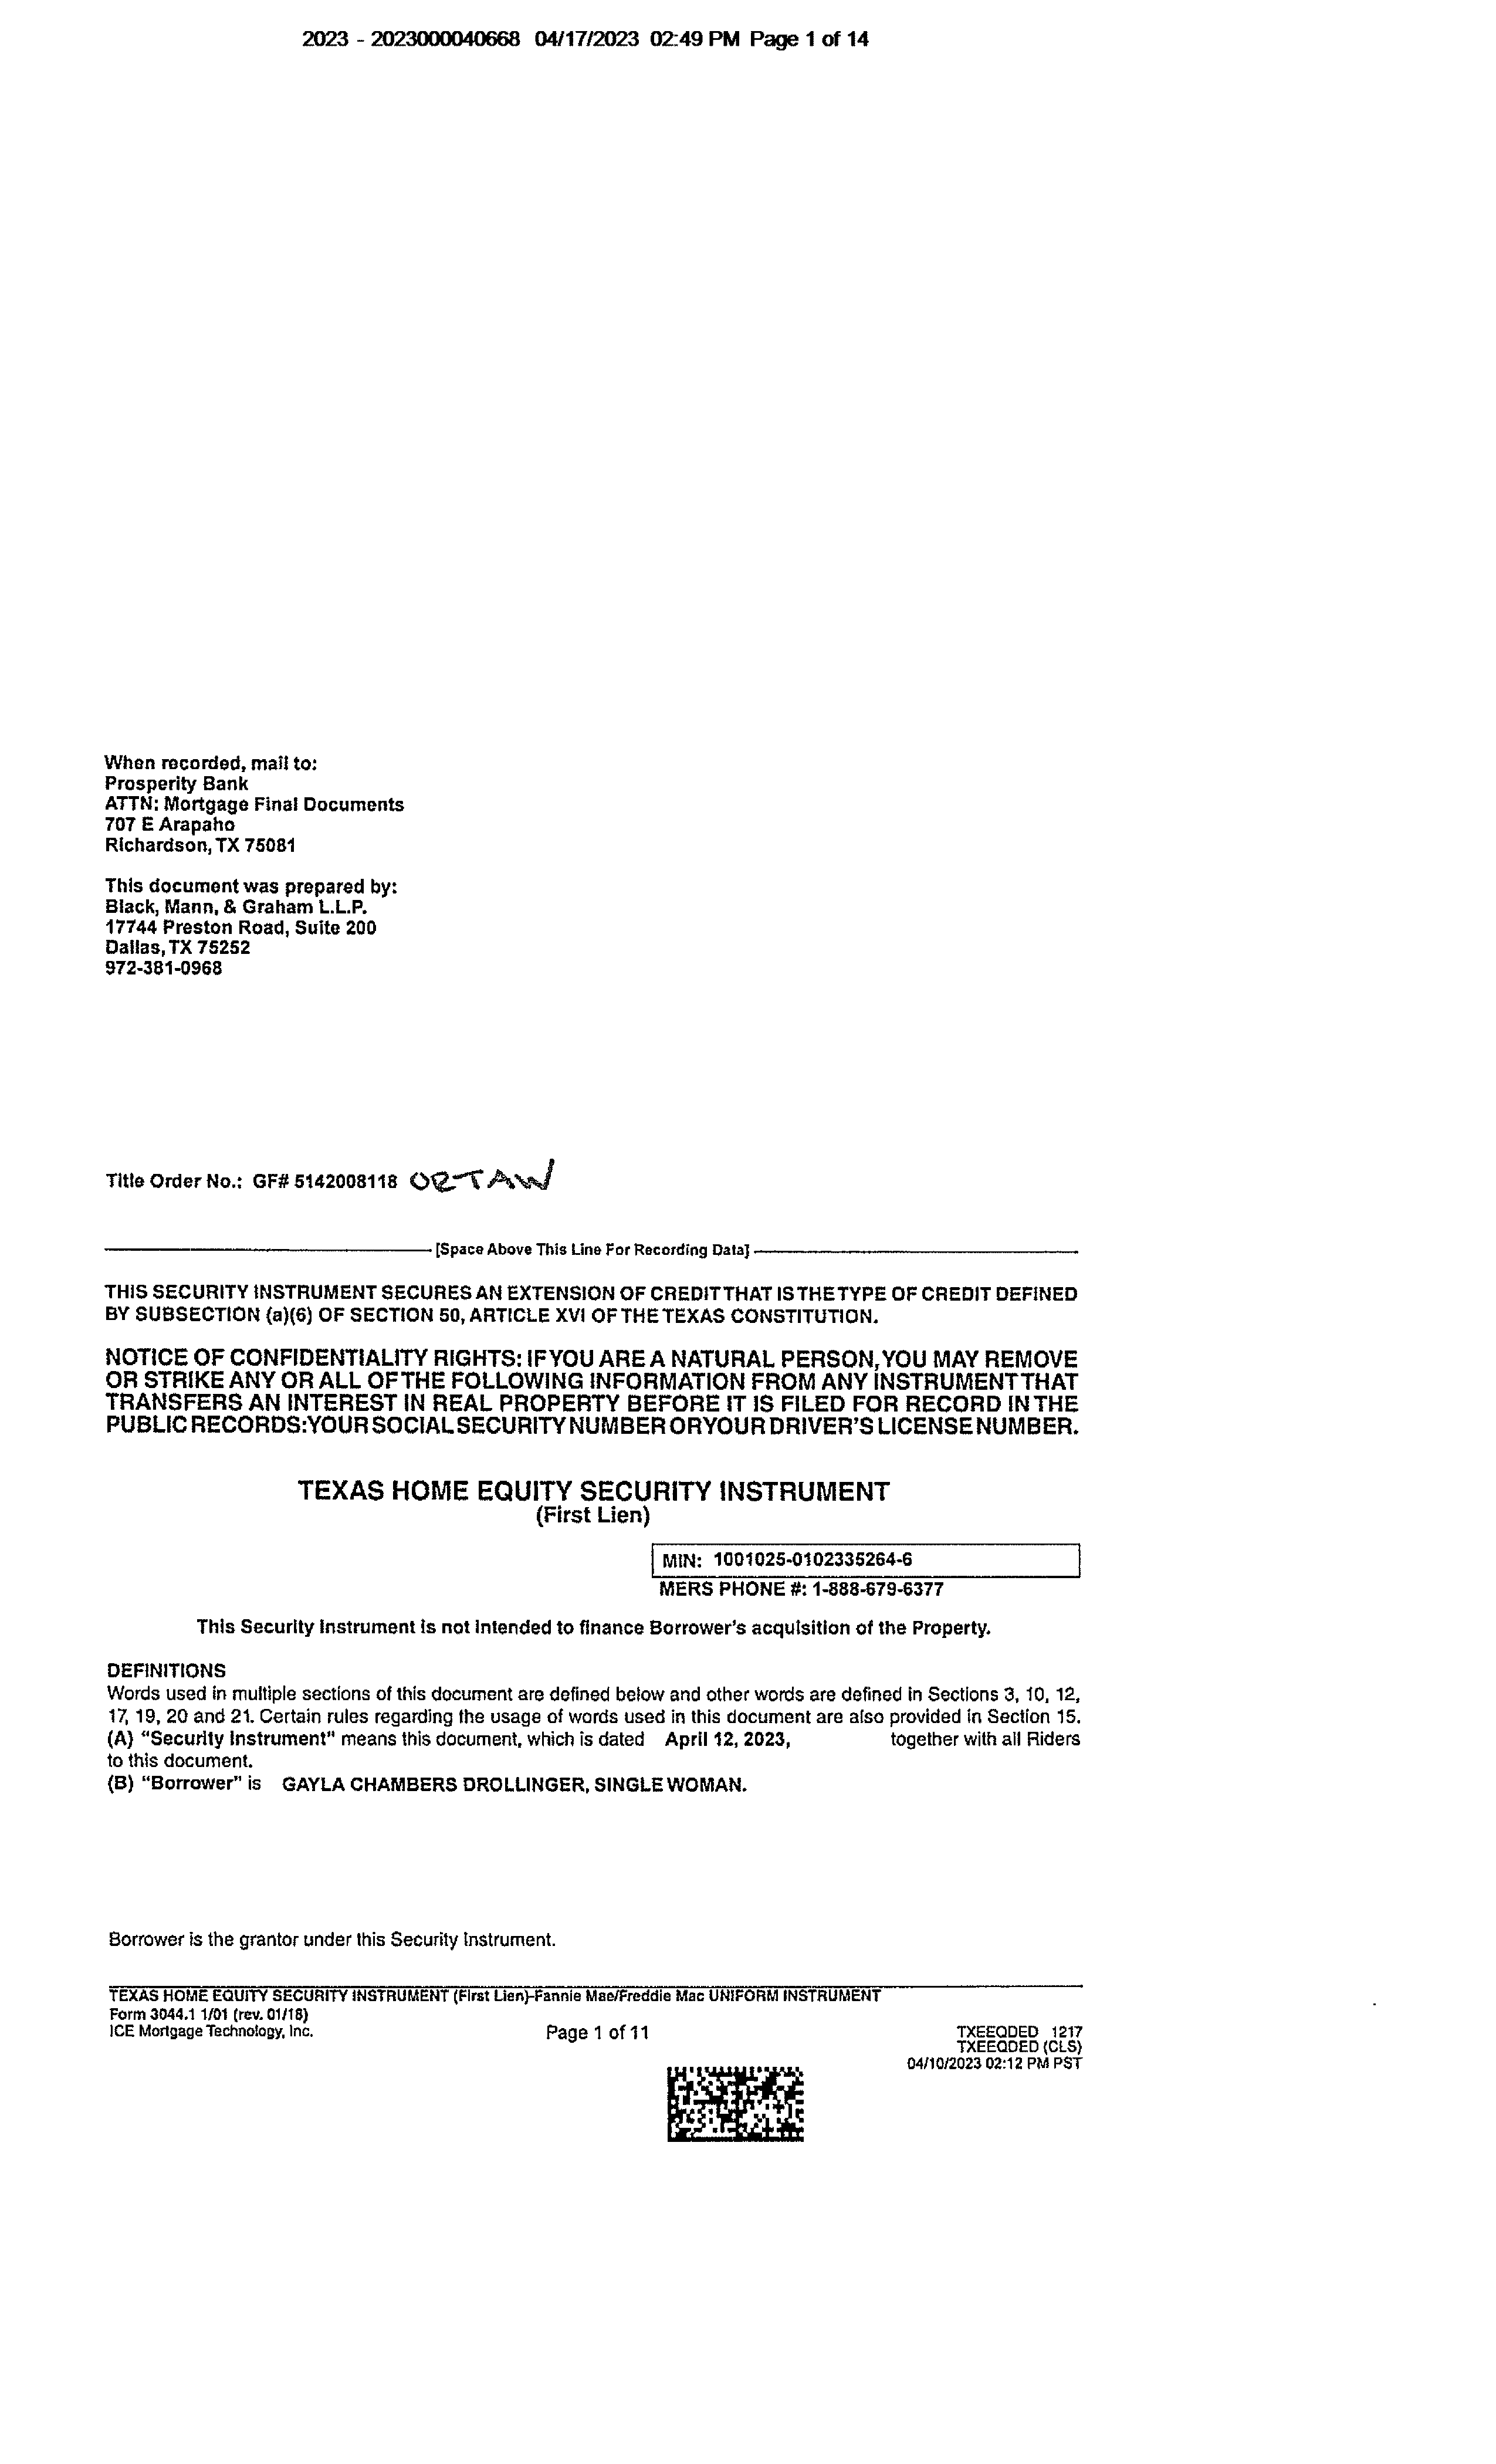 2023 - 2023000040668 04/17/2023 02:49 PM Page 1 of 14
When recorded, mail to:
Prosperity Bank
ATTN: Mortgage Final Documents
707 E Arapaho
Richardson, TX 75081
This document was prepared by:
Black, Mann, & Graham L.L.P.
17744 Preston Road, Suite 200
Dallas, TX 75252
972-381-0968
Title Order No.: GF# 5142008118 ORTAW
[Space Above This Line For Recording Data]
THIS SECURITY INSTRUMENT SECURES AN EXTENSION OF CREDIT THAT IS THE TYPE OF CREDIT DEFINED
BY SUBSECTION (a)(6) OF SECTION 50, ARTICLE XVI OF THE TEXAS CONSTITUTION.
NOTICE OF CONFIDENTIALITY RIGHTS: IF YOU ARE A NATURAL PERSON, YOU MAY REMOVE
OR STRIKE ANY OR ALL OF THE FOLLOWING INFORMATION FROM ANY INSTRUMENT THAT
TRANSFERS AN INTEREST IN REAL PROPERTY BEFORE IT IS FILED FOR RECORD IN THE
PUBLIC RECORDS: YOUR SOCIAL SECURITY NUMBER OR YOUR DRIVER'S LICENSE NUMBER.
TEXAS HOME EQUITY SECURITY INSTRUMENT
(First Lien)
MIN: 1001025-0102335264-6
MERS PHONE #: 1-888-679-6377
This Security Instrument is not intended to finance Borrower's acquisition of the Property.
DEFINITIONS
Words used in multiple sections of this document are defined below and other words are defined in Sections 3, 10, 12,
17, 19, 20 and 21. Certain rules regarding the usage of words used in this document are also provided in Section 15.
(A) "Security Instrument" means this document, which is dated April 12, 2023, together with all Riders
to this document.
(B) "Borrower" is GAYLA CHAMBERS DROLLINGER, SINGLE WOMAN.
Borrower is the grantor under this Security Instrument.
TEXAS HOME EQUITY SECURITY INSTRUMENT (First Lien)-Fannie Mae/Freddie Mac UNIFORM INSTRUMENT
Form 3044.1 1/01 (rev. 01/18)
ICE Mortgage Technology, Inc. Page 1 of 11 TXEEQDED 1217
TXEEQDED (CLS)
04/10/2023 02:12 PM PST